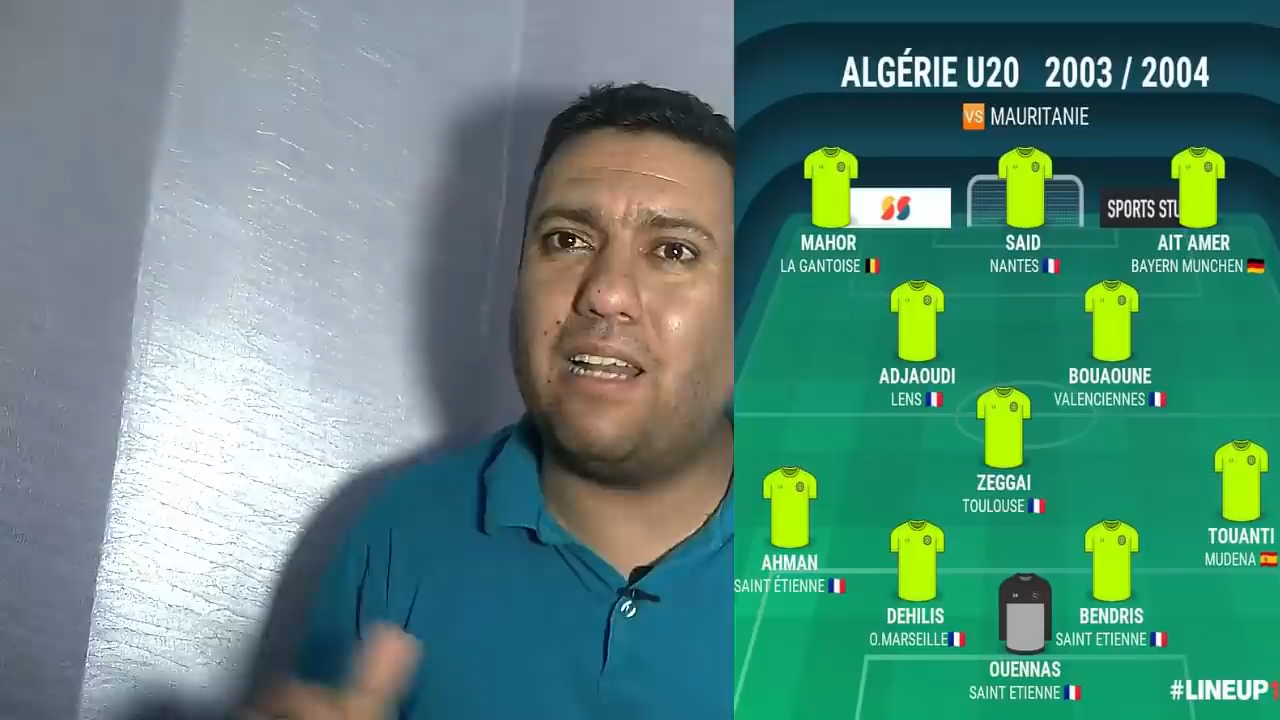 ALGÉRIE U20 2003 / 2004
VS MAURITANIE
SPORTS STU
MAHOR
LA GANTOISE
SAID
NANTES
AIT AMER
BAYERN MUNCHEN
ADJAOUDI
LENS
BOUAOUNE
VALENCIENNES
ZEGGAI
TOULOUSE
AHMAN
SAINT ÉTIENNE
TOUANTI
MUDENA
DEHILIS
O.MARSEILLE
BENDRIS
SAINT ETIENNE
OUENNAS
SAINT ETIENNE
#LINEUP